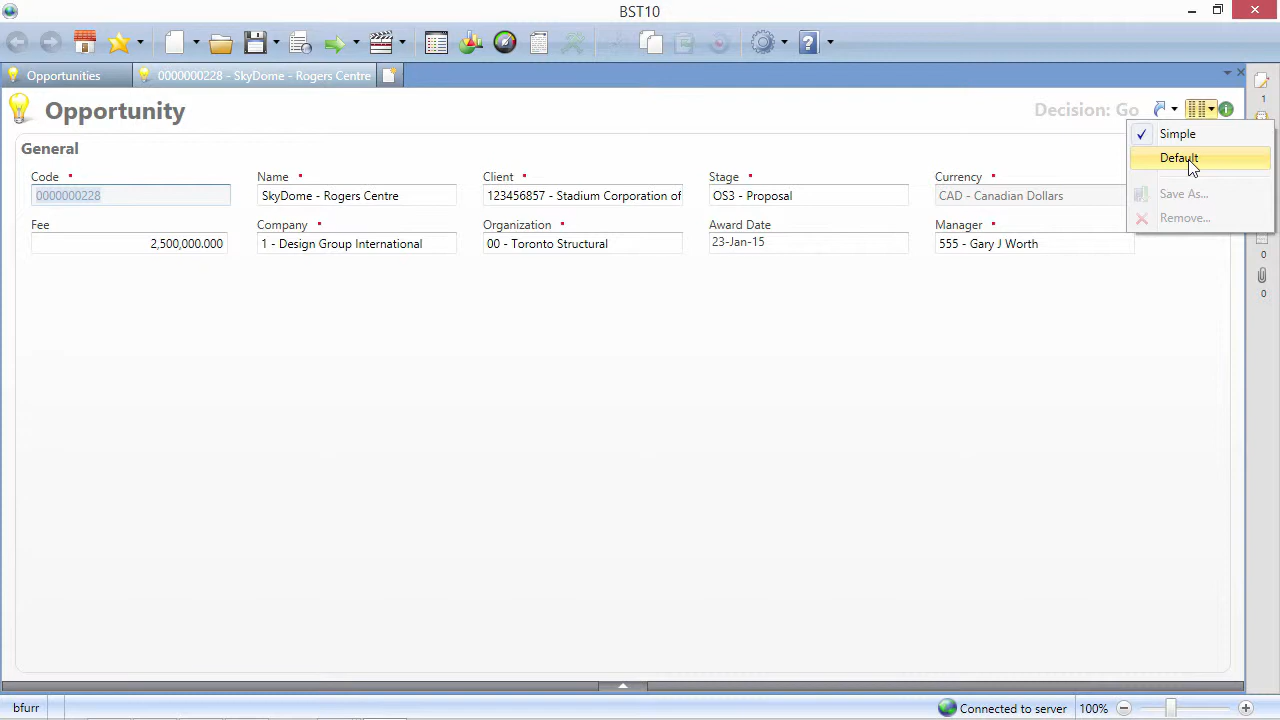 BST10
Opportunities
0000000228 - SkyDome - Rogers Centre
Opportunity
Decision: Go
1
Simple
Default
Save As...
Remove...
General
Code *
Name *
Client *
Stage *
Currency *
0000000228
SkyDome - Rogers Centre
123456857 - Stadium Corporation of
OS3 - Proposal
CAD - Canadian Dollars
Fee
Company *
Organization *
Award Date
Manager *
2,500,000.000
1 - Design Group International
00 - Toronto Structural
23-Jan-15
555 - Gary J Worth
0
0
bfurr
Connected to server
100%